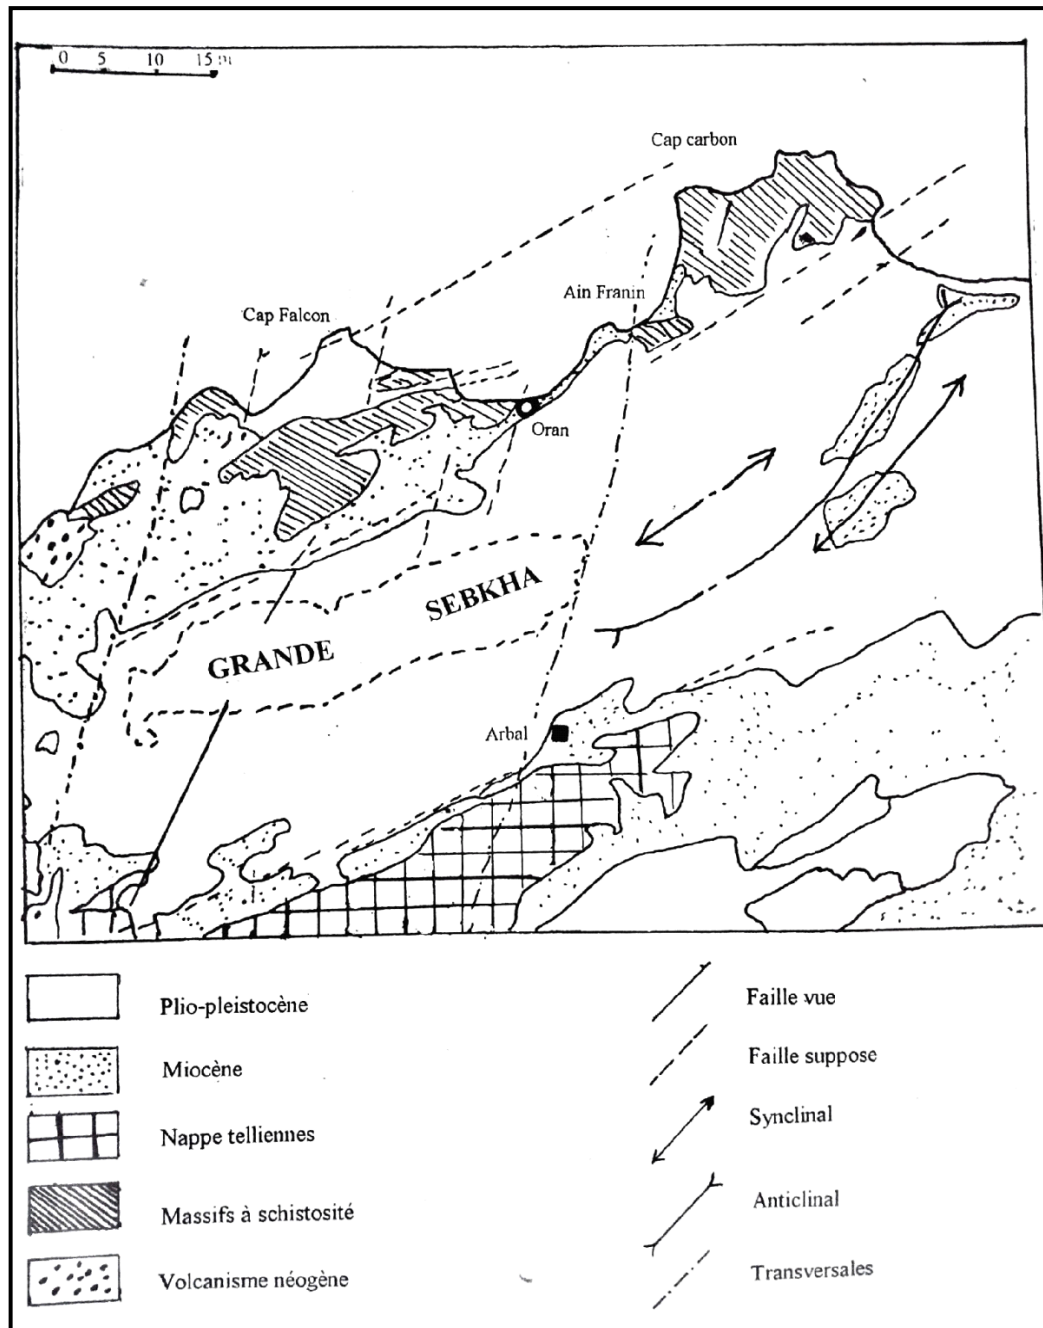 0 5 10 15
Cap carbon
Ain Franin
Cap Falcon
Oran
GRANDE SEBKHA
Arbal
Plio-pleistocène
Miocène
Nappe telliennes
Massifs à schistosité
Volcanisme néogène
Faille vue
Faille suppose
Synclinal
Anticlinal
Transversales